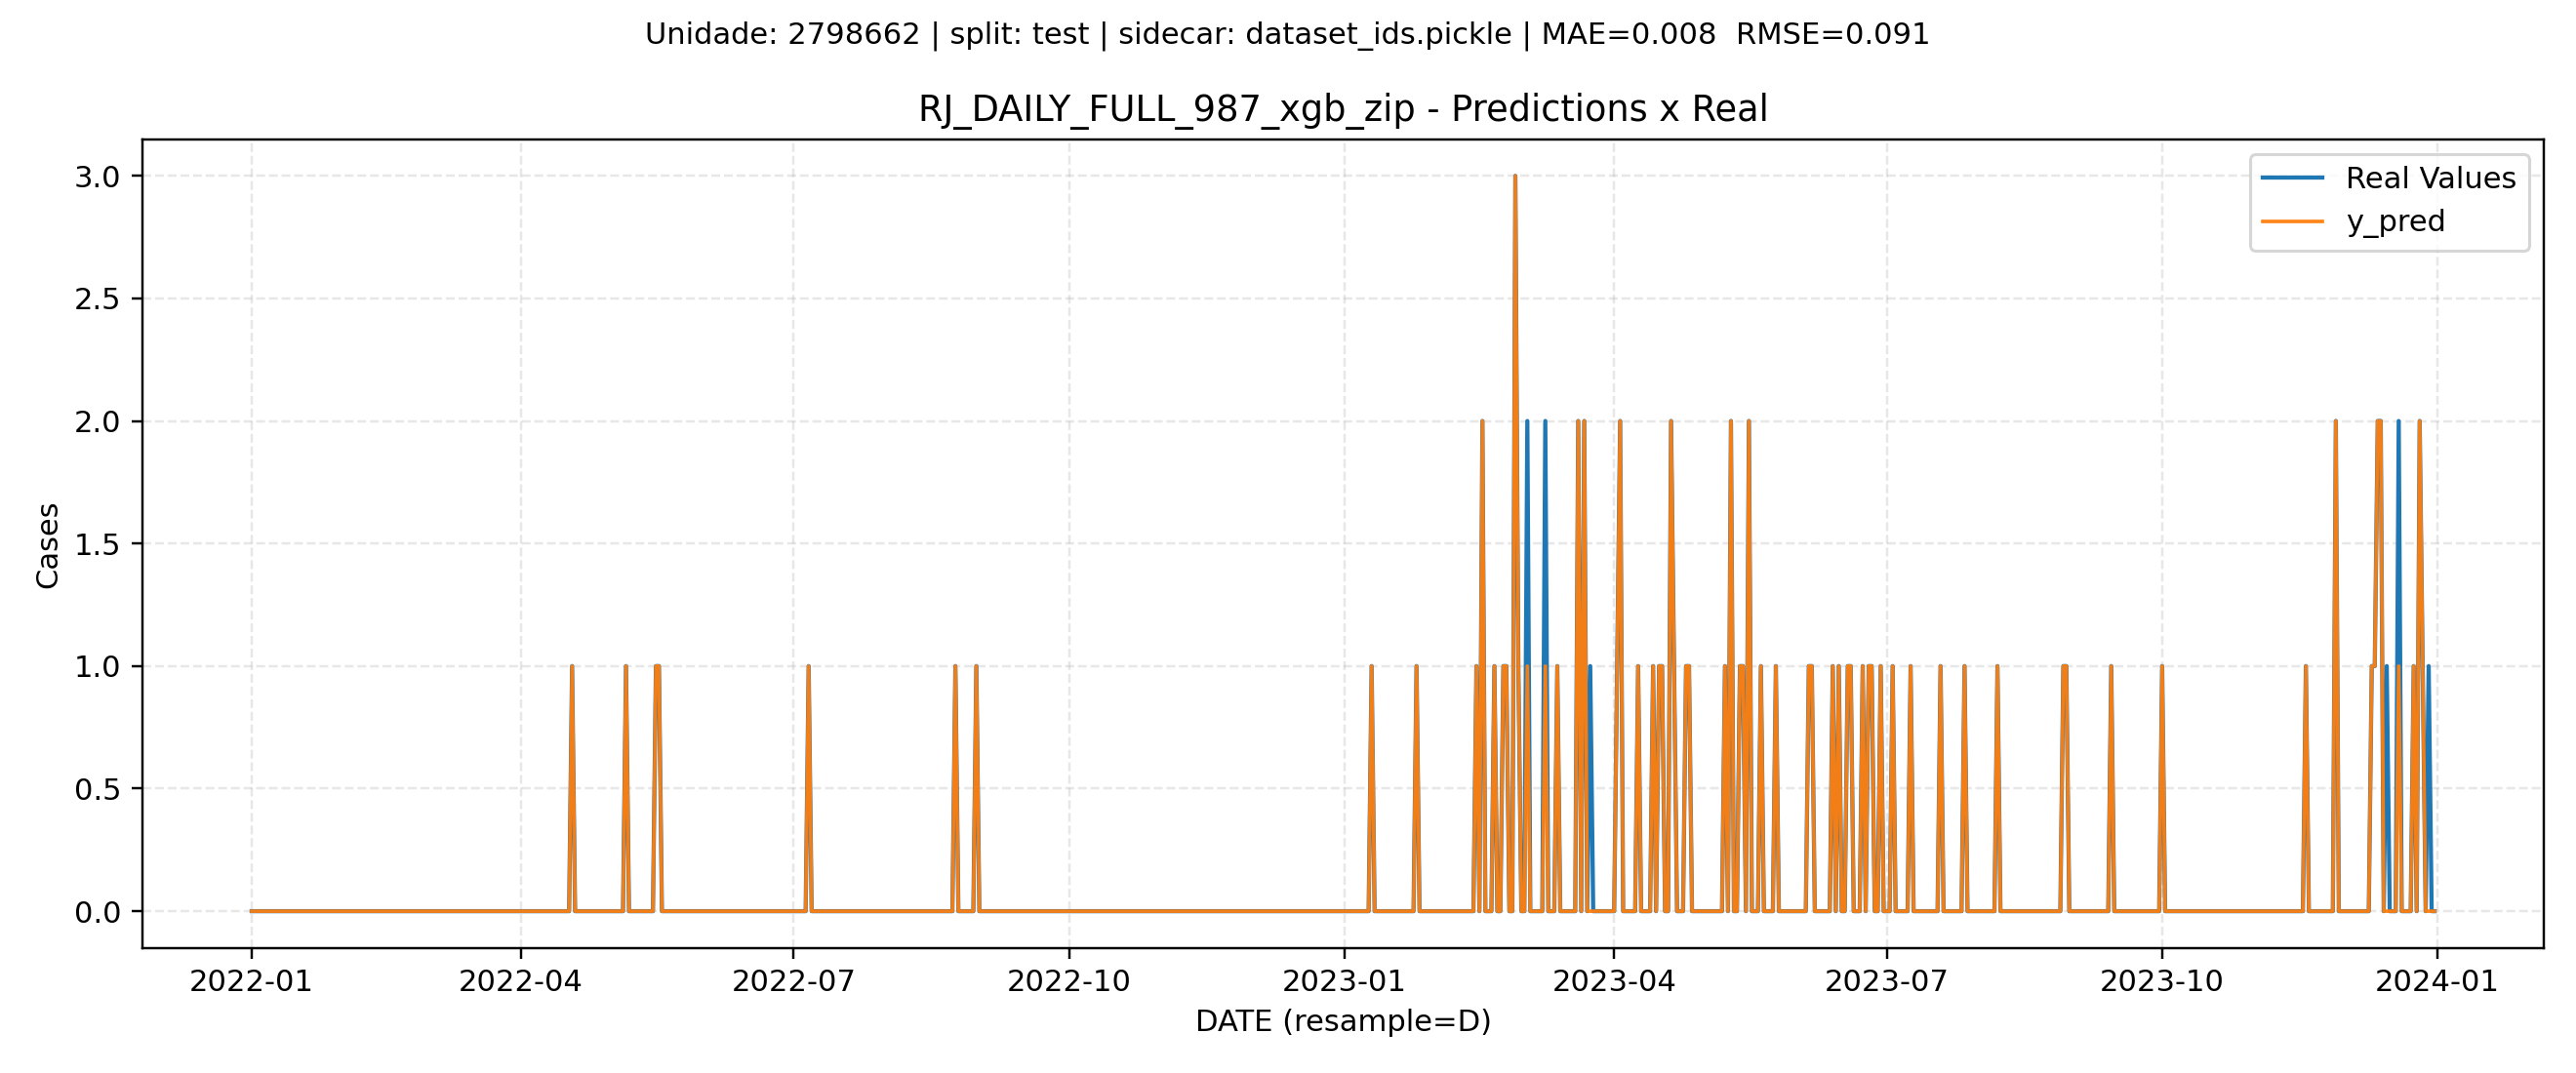 Unidade: 2798662 | split: test | sidecar: dataset_ids.pickle | MAE=0.008  RMSE=0.091
RJ_DAILY_FULL_987_xgb_zip - Predictions x Real
Real Values
y_pred
3.0
2.5
2.0
1.5
1.0
0.5
0.0
Cases
2022-01
2022-04
2022-07
2022-10
2023-01
2023-04
2023-07
2023-10
2024-01
DATE (resample=D)